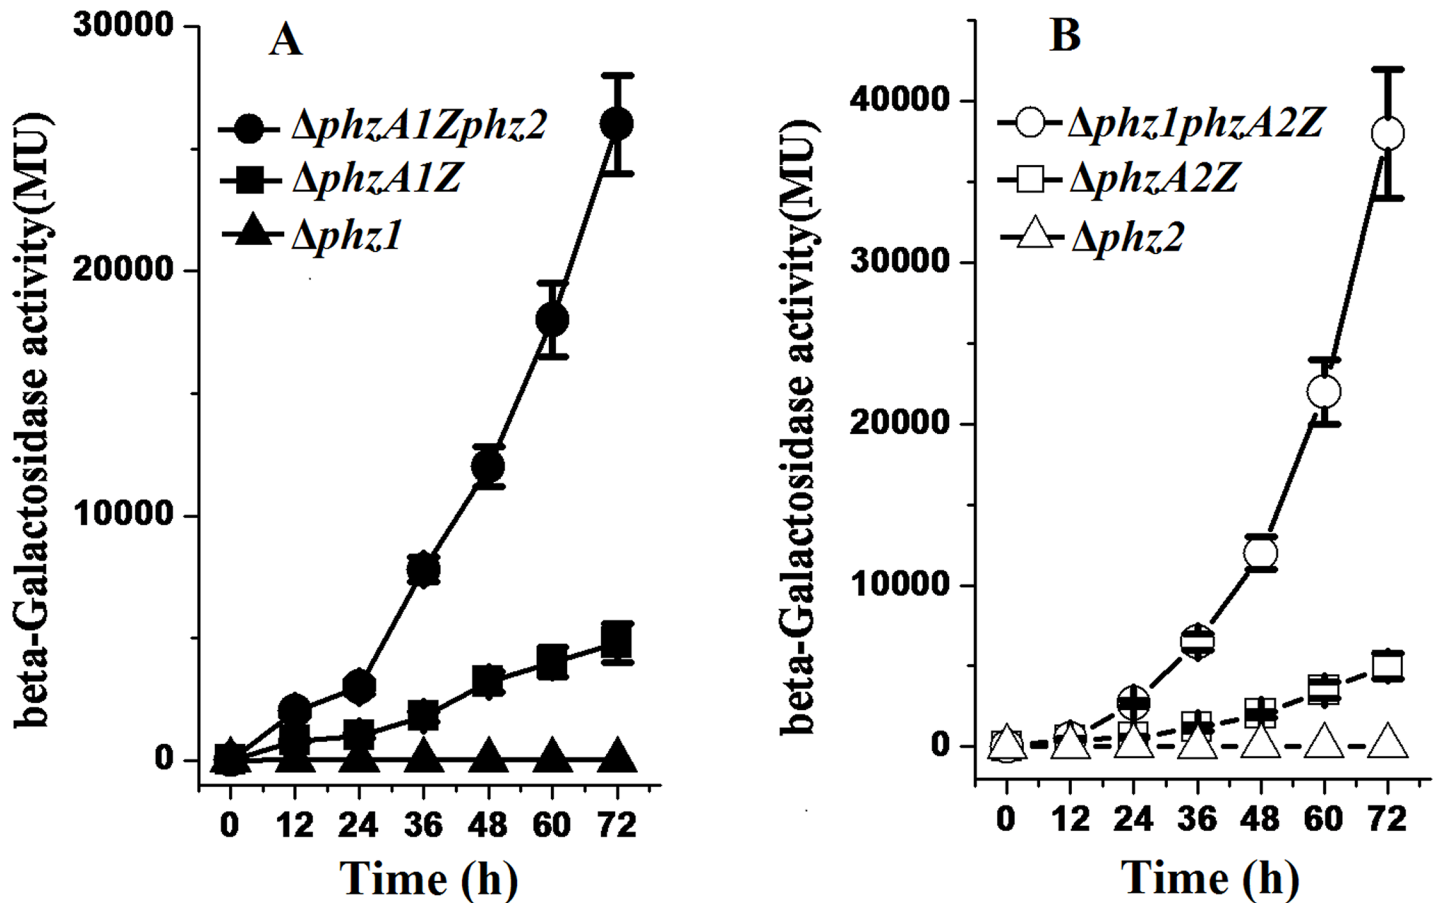 A
beta-Galactosidase activity(MU)
30000
20000
10000
0
ΔphzA1Zphz2
ΔphzA1Z
Δphz1
0 12 24 36 48 60 72
Time (h)
B
beta-Galactosidase activity(MU)
40000
30000
20000
10000
0
Δphz1phzA2Z
ΔphzA2Z
Δphz2
0 12 24 36 48 60 72
Time (h)